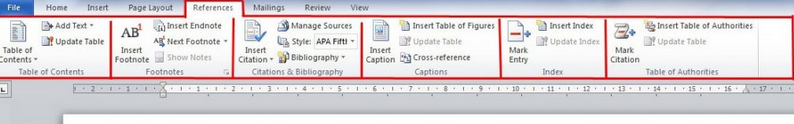 File Home Insert Page Layout References Mailings Review View
Table of Contents
Add Text
Update Table
Table of Contents
AB¹ Insert Footnote
Insert Endnote
Next Footnote
Show Notes
Footnotes
Insert Citation
Manage Sources
Style: APA Fift
Bibliography
Citations & Bibliography
Insert Caption
Insert Table of Figures
Update Table
Cross-reference
Captions
Mark Entry
Insert Index
Update Index
Index
Mark Citation
Insert Table of Authorities
Update Table
Table of Authorities
2 1 1 2 3 4 5 6 7 8 9 10 11 12 13 14 15 16 17